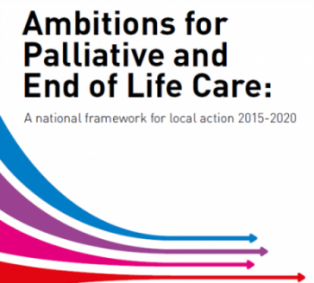 Ambitions for
Palliative and
End of Life Care:
A national framework for local action 2015-2020